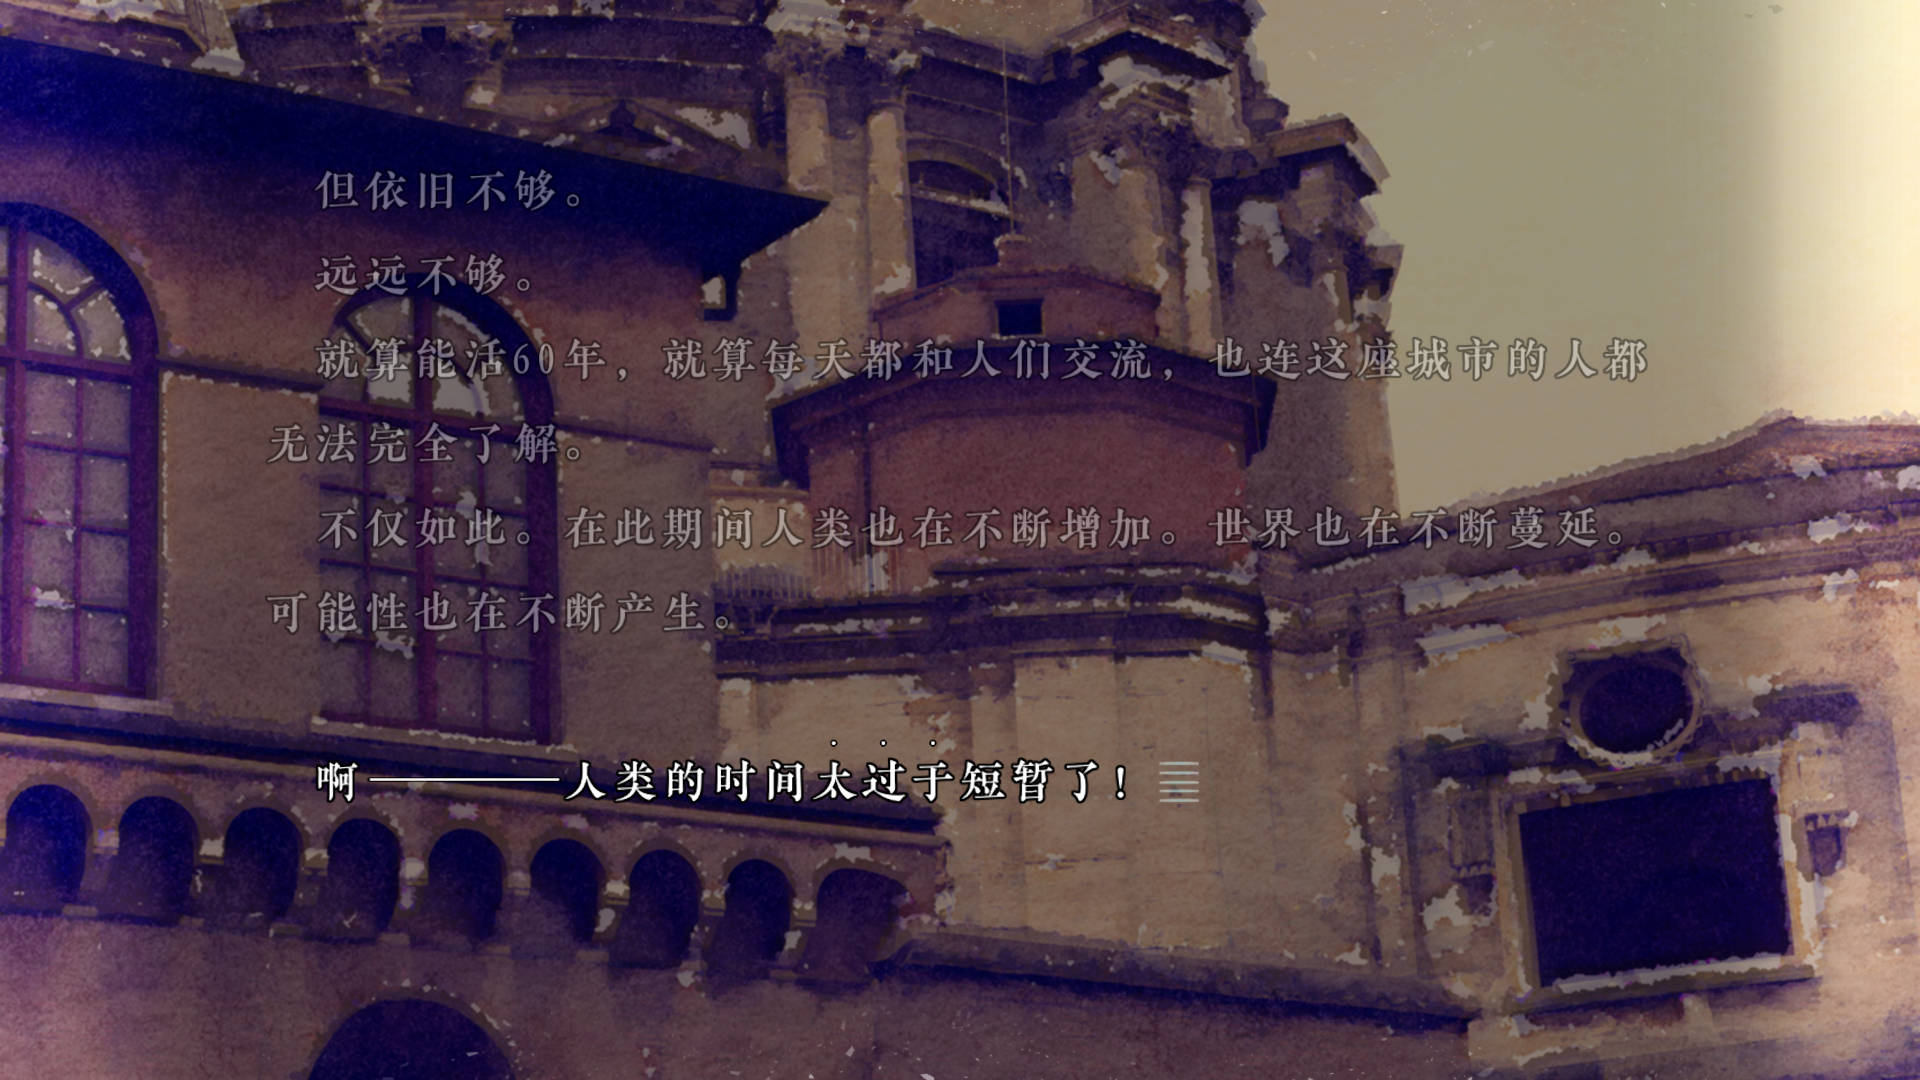 但依旧不够。
远远不够。
就算能活60年，就算每天都和人们交流，也连这座城市的人都
无法完全了解。
不仅如此。在此期间人类也在不断增加。世界也在不断蔓延。
可能性也在不断产生。
啊————人类的时间太过于短暂了！